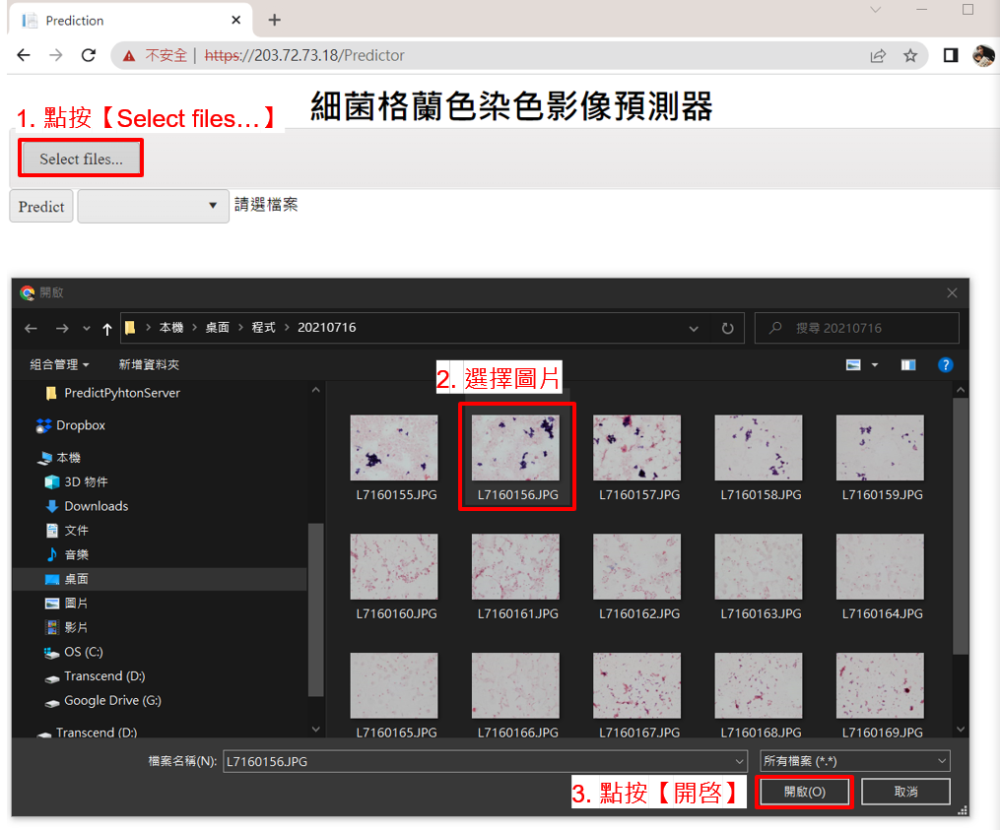 Prediction
不安全 | https://203.72.73.18/Predictor
細菌格蘭色染色影像預測器
1. 點按【Select files...】
Select files...
Predict
請選檔案
開啟
本機 > 桌面 > 程式 > 20210716
搜尋 20210716
組合管理
新增資料夾
2. 選擇圖片
PredictPyhtonServer
Dropbox
本機
3D 物件
Downloads
文件
音樂
桌面
圖片
影片
OS (C:)
Transcend (D:)
Google Drive (G:)
Transcend (D:)
L7160155.JPG L7160156.JPG L7160157.JPG L7160158.JPG L7160159.JPG
L7160160.JPG L7160161.JPG L7160162.JPG L7160163.JPG L7160164.JPG
L7160165.JPG L7160166.JPG L7160167.JPG L7160168.JPG L7160169.JPG
檔案名稱(N): L7160156.JPG
所有檔案 (*.*)
3. 點按【開啓】
開啟(O)
取消